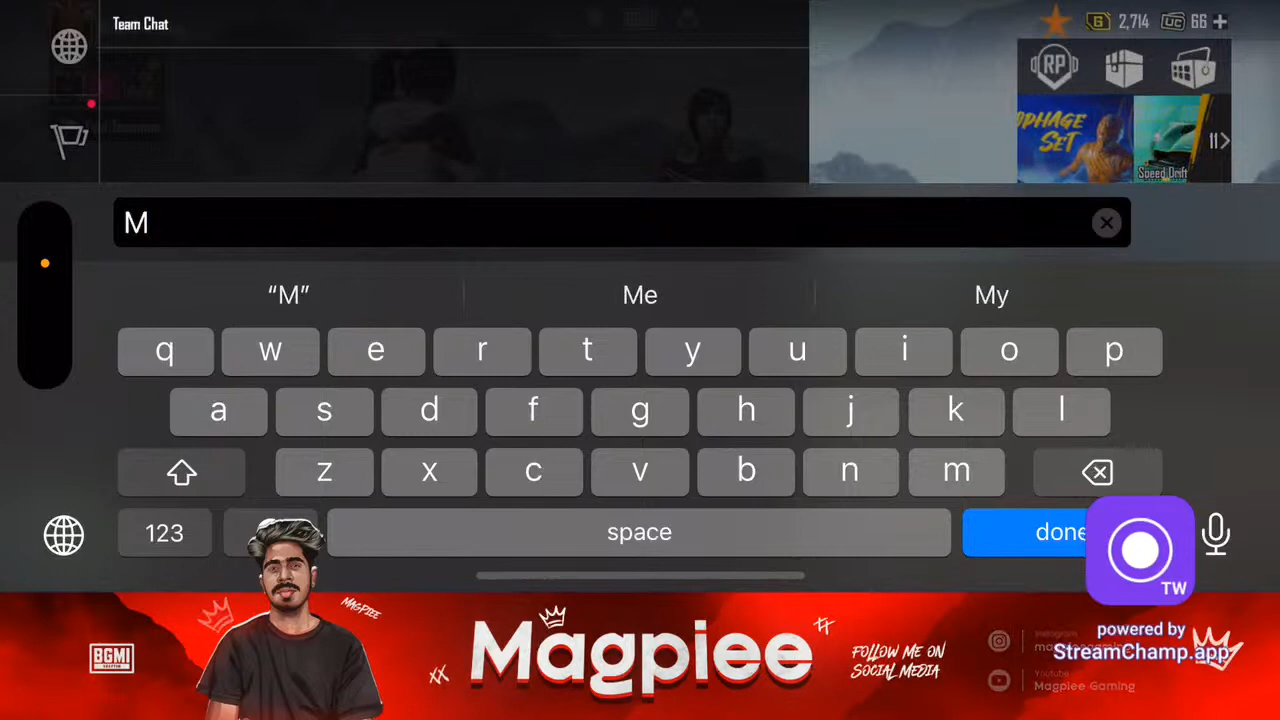 Team Chat
2,714
UC 66
RP
OPHAGE
SET
Speed Drift
M
"M" Me My
q w e r t y u i o p
a s d f g h j k l
z x c v b n m
123 space done
TW
powered by
StreamChamp.app
MAGPIEE
BGMI
Magpiee
FOLLOW ME ON
SOCIAL MEDIA
Instagram
Youtube
Magpiee Gaming